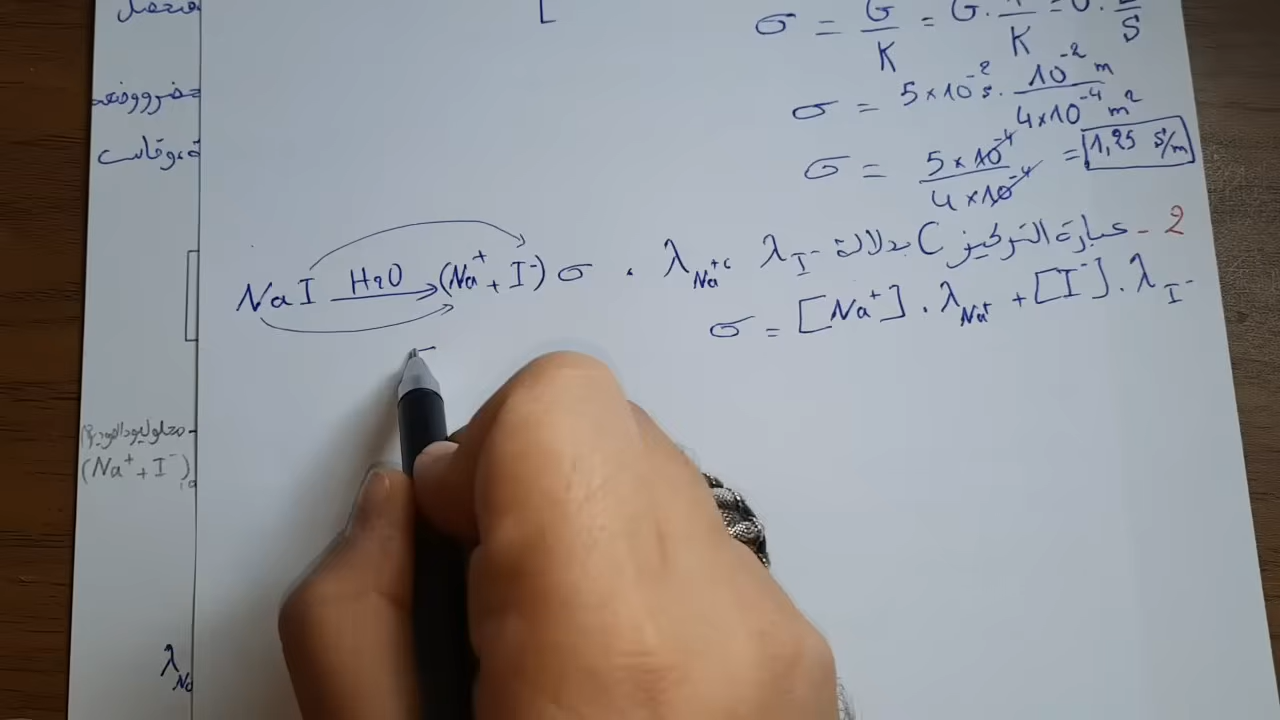 σ = G/K = G.
σ = 5×10⁻² s . 10⁻² m / 4×10⁻⁴ m²
σ = 5×10⁻⁴ / 4×10⁻⁴ = 1,25 S/m
2 - عبارة التركيز C بدلالة λ_I⁻ ، λ_Na⁺ . σ
NaI —H₂O→ (Na⁺ + I⁻)
σ = [Na⁺] . λ_Na⁺ + [I⁻] . λ_I⁻
(Na⁺ + I⁻)
λ_Na